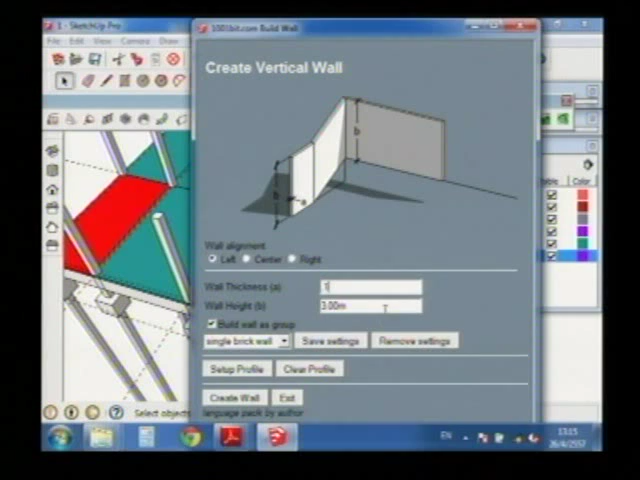 1 - SketchUp Pro
1001bit.com Build Wall
File Edit View Camera Draw
Create Vertical Wall
b
b
a
Color
Wall alignment
Left Center Right
Wall Thickness (a) .1
Wall Height (b) 3.00m
Build wall as group
single brick wall Save settings Remove settings
Setup Profile Clear Profile
Create Wall Exit
language pack by author
Select objects
EN
13:15
26/4/2557